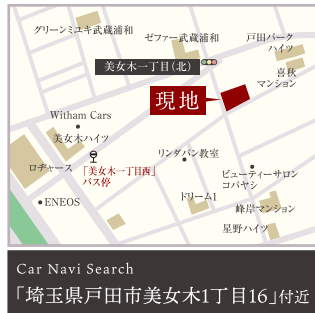 グリーンミユキ武蔵浦和
ゼファー武蔵浦和
戸田パーク
ハイツ
美女木一丁目（北）
喜秋
マンション
現地
Witham Cars
美女木ハイツ
リンダパン教室
ロヂャース
「美女木一丁目西」
バス停
ビューティーサロン
コバヤシ
ENEOS
ドリーム1
峰岸マンション
星野ハイツ
Car Navi Search
「埼玉県戸田市美女木1丁目16」付近